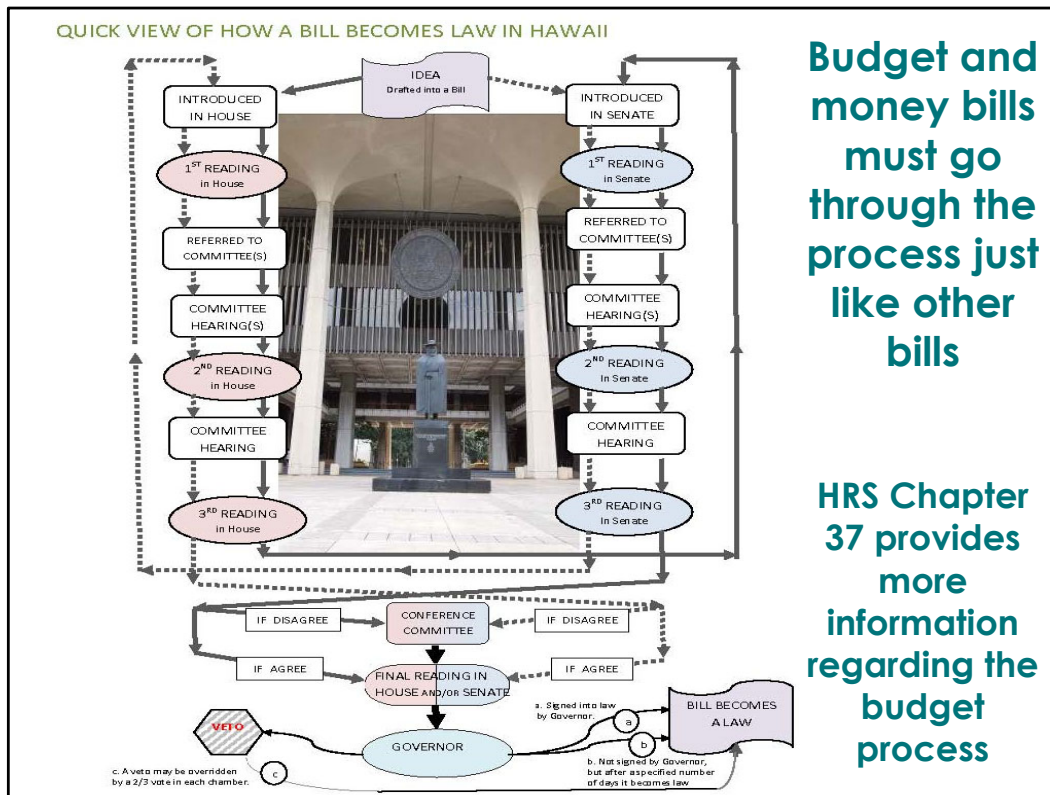 QUICK VIEW OF HOW A BILL BECOMES LAW IN HAWAII
IDEA
Drafted into a Bill
INTRODUCED
IN HOUSE
1ST READING
in House
REFERRED TO
COMMITTEE(S)
COMMITTEE
HEARING(S)
2ND READING
in House
COMMITTEE
HEARING
3RD READING
in House
INTRODUCED
IN SENATE
1ST READING
in Senate
REFERRED TO
COMMITTEE(S)
COMMITTEE
HEARING(S)
2ND READING
In Senate
COMMITTEE
HEARING
3RD READING
In Senate
IF DISAGREE
CONFERENCE
COMMITTEE
IF DISAGREE
IF AGREE
FINAL READING IN
HOUSE AND/OR SENATE
IF AGREE
VETO
GOVERNOR
a. Signed into law
by Governor.
a
b
BILL BECOMES
A LAW
b. Not signed by Governor,
but after a specified number
of days it becomes law
c. A veto may be overridden
by a 2/3 vote in each chamber.
c
Budget and
money bills
must go
through the
process just
like other
bills
HRS Chapter
37 provides
more
information
regarding the
budget
process